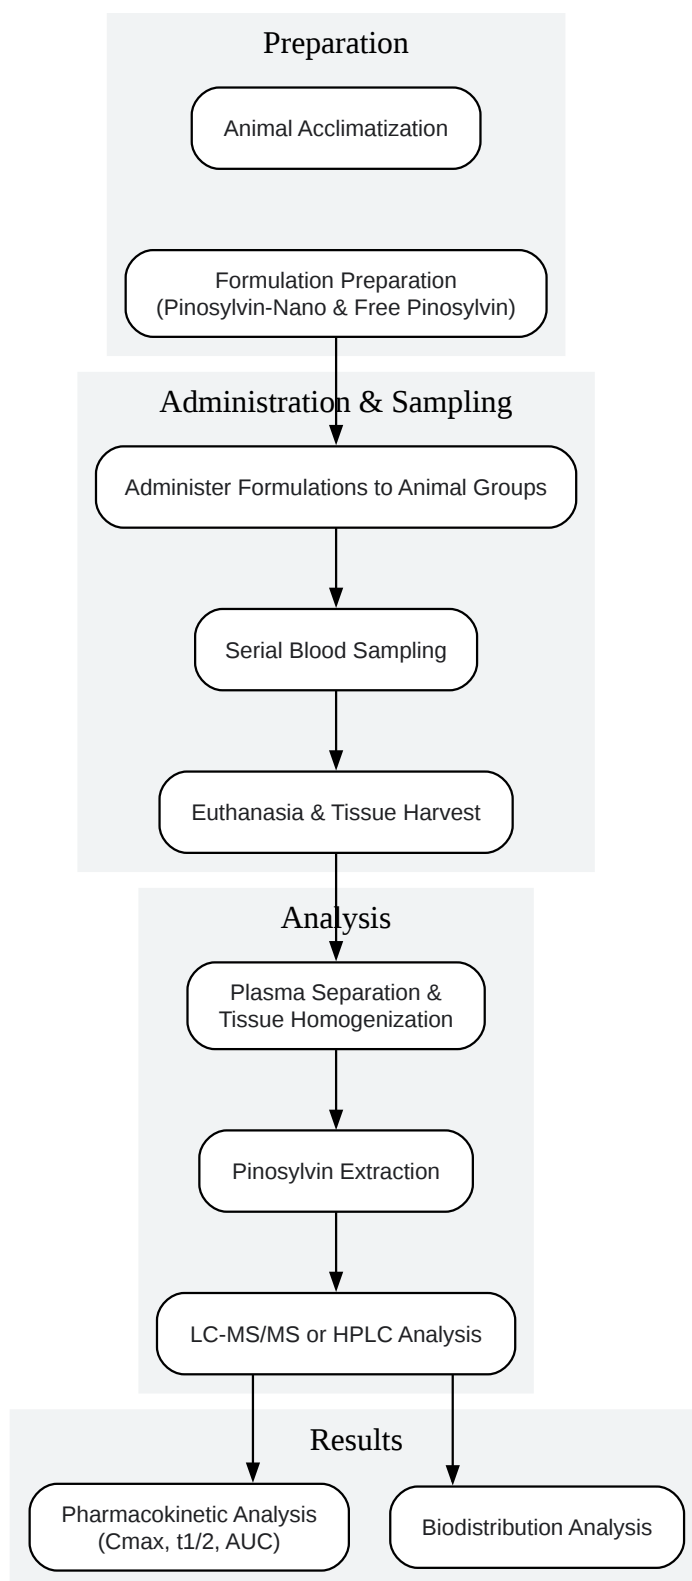 Preparation
Animal Acclimatization
Formulation Preparation
(Pinosylvin-Nano & Free Pinosylvin)
Administration & Sampling
Administer Formulations to Animal Groups
Serial Blood Sampling
Euthanasia & Tissue Harvest
Analysis
Plasma Separation &
Tissue Homogenization
Pinosylvin Extraction
LC-MS/MS or HPLC Analysis
Results
Pharmacokinetic Analysis
(Cmax, t1/2, AUC)
Biodistribution Analysis